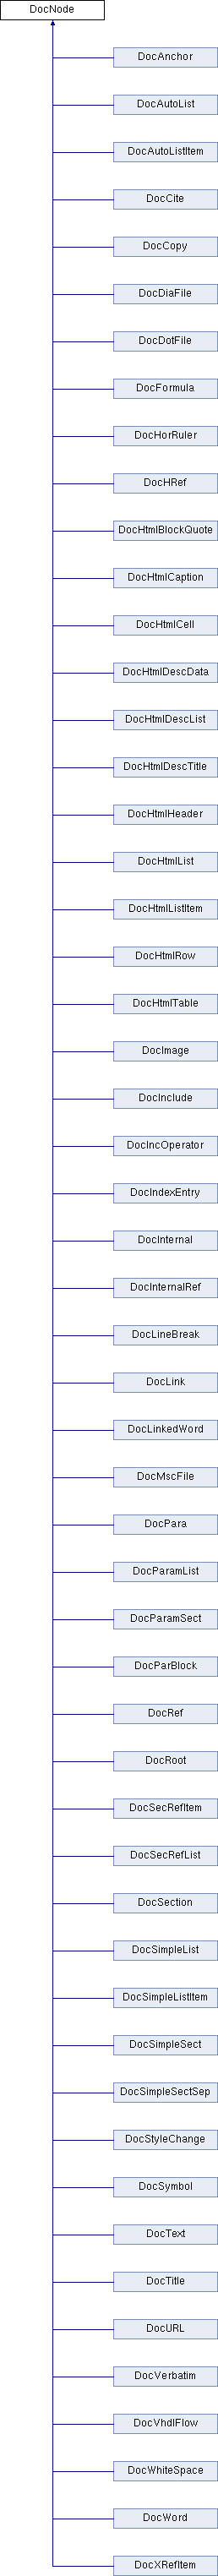 DocNode
DocAnchor
DocAutoList
DocAutoListItem
DocCite
DocCopy
DocDiaFile
DocDotFile
DocFormula
DocHorRuler
DocHRef
DocHtmlBlockQuote
DocHtmlCaption
DocHtmlCell
DocHtmlDescData
DocHtmlDescList
DocHtmlDescTitle
DocHtmlHeader
DocHtmlList
DocHtmlListItem
DocHtmlRow
DocHtmlTable
DocImage
DocInclude
DocIncOperator
DocIndexEntry
DocInternal
DocInternalRef
DocLineBreak
DocLink
DocLinkedWord
DocMscFile
DocPara
DocParamList
DocParamSect
DocParBlock
DocRef
DocRoot
DocSecRefItem
DocSecRefList
DocSection
DocSimpleList
DocSimpleListItem
DocSimpleSect
DocSimpleSectSep
DocStyleChange
DocSymbol
DocText
DocTitle
DocURL
DocVerbatim
DocVhdlFlow
DocWhiteSpace
DocWord
DocXRefItem